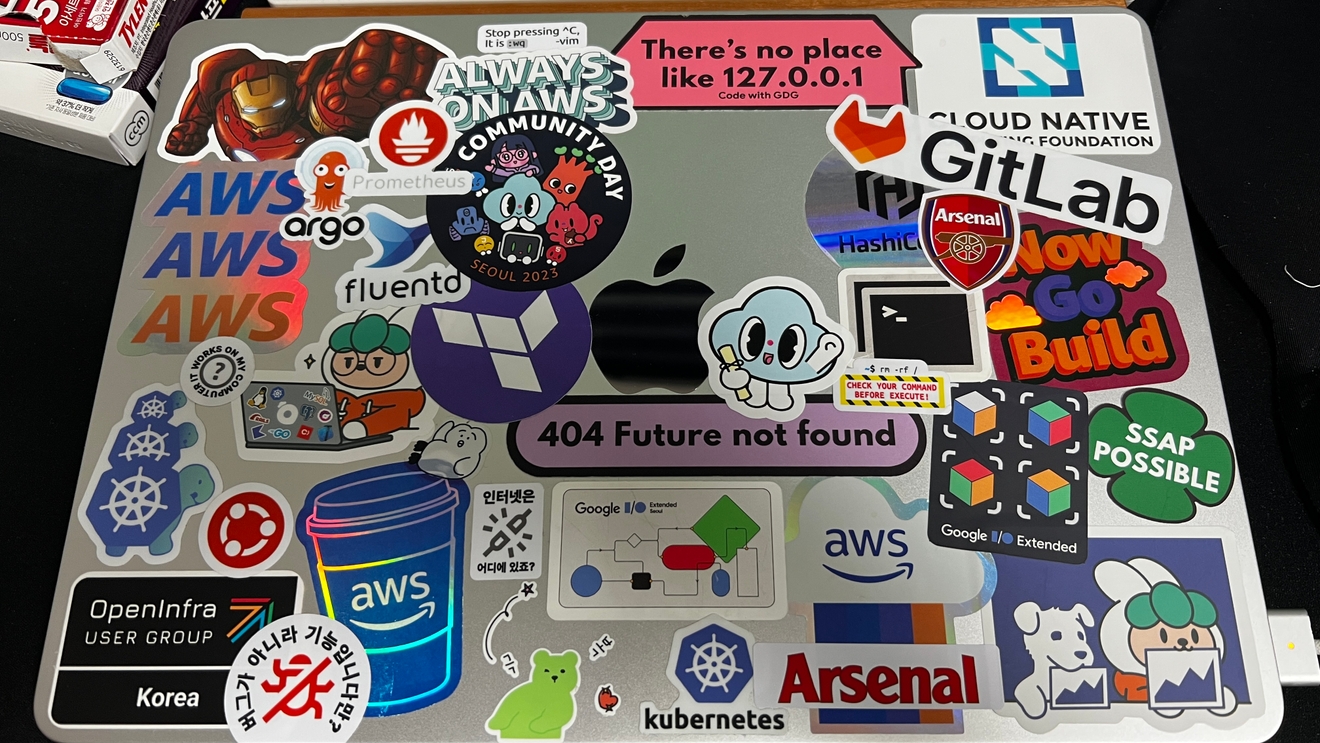 Stop pressing ^C,
It is :wq -vim
ALWAYS
ON AWS
There's no place
like 127.0.0.1
Code with GDG
CLOUD NATIVE
FOUNDATION
GitLab
COMMUNITY DAY
SEOUL 2023
Prometheus
argo
AWS
AWS
AWS
fluentd
HashiC
Arsenal
Now
Go
Build
>_
~$ rm -rf /
CHECK YOUR COMMAND
BEFORE EXECUTE!
IT WORKS ON MY COMPUTER
?
MySQL
GO
404 Future not found
SSAP
POSSIBLE
Google I/O Extended
인터넷은
어디에 있죠?
Google I/O Extended
Seoul
aws
aws
OpenInfra
USER GROUP
Korea
버그가 아니라 기능입니다만?
kubernetes
Arsenal
TYLEN
ccm